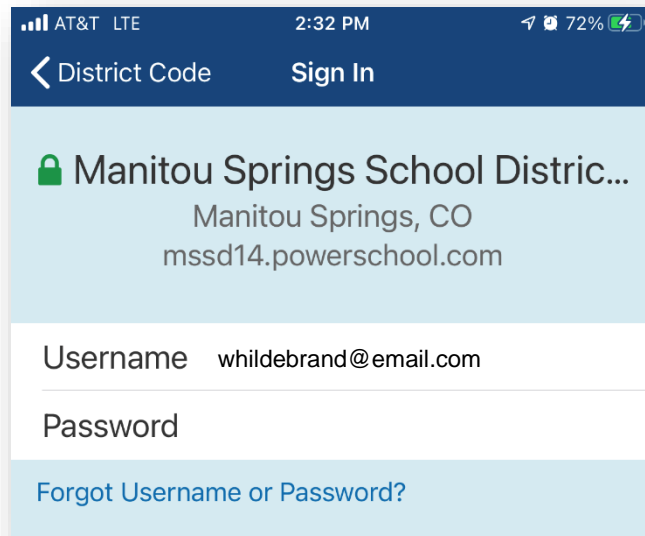 AT&T LTE 2:32 PM 72%
District Code Sign In
Manitou Springs School Distric...
Manitou Springs, CO
mssd14.powerschool.com
Username whildebrand@email.com
Password
Forgot Username or Password?